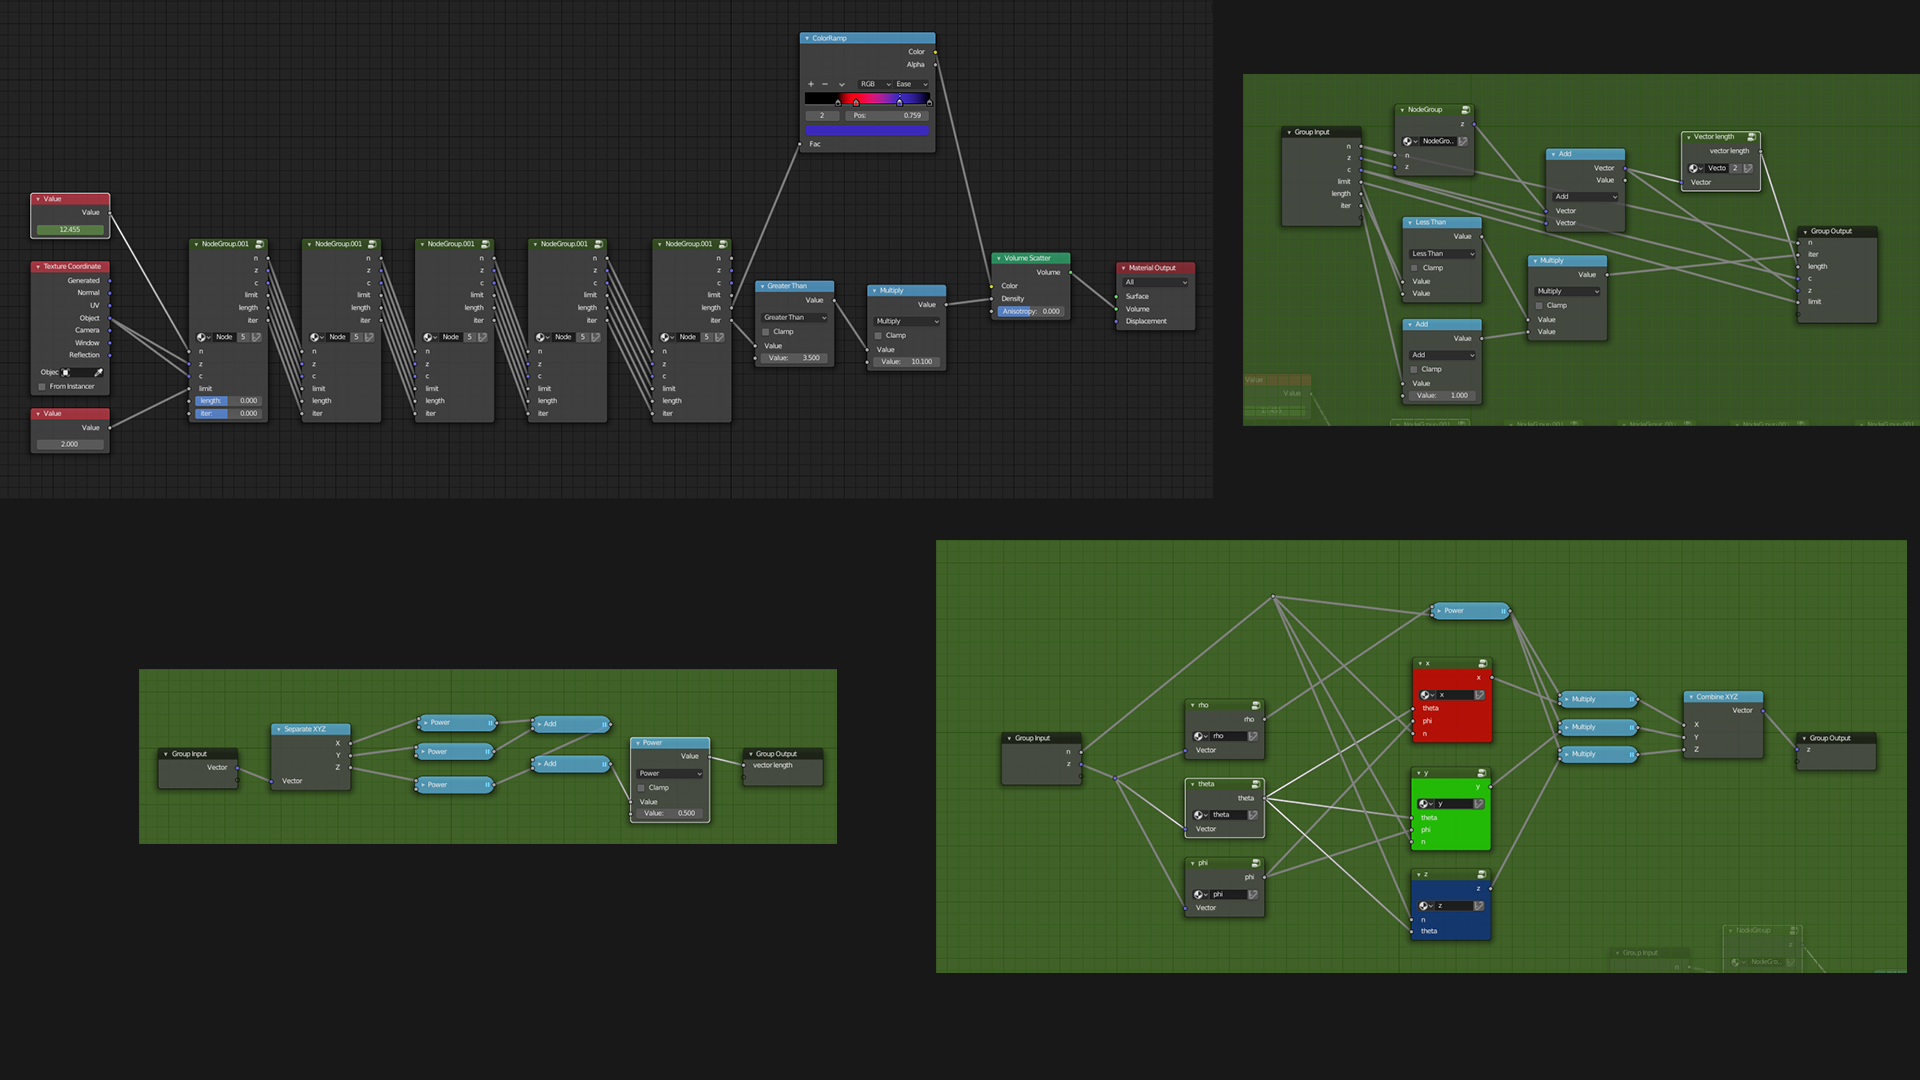 ColorRamp
Color
Alpha
RGB Ease
2 Pos: 0.759
Fac
Value
Value
12.455
Texture Coordinate
Generated
Normal
UV
Object
Camera
Window
Reflection
Objec
From Instancer
Value
Value
2.000
NodeGroup.001
n
z
c
limit
length
iter
Node 5
n
z
c
limit
length: 0.000
iter: 0.000
NodeGroup.001
n
z
c
limit
length
iter
Node 5
n
z
c
limit
length
iter
NodeGroup.001
n
z
c
limit
length
iter
Node 5
n
z
c
limit
length
iter
NodeGroup.001
n
z
c
limit
length
iter
Node 5
n
z
c
limit
length
iter
NodeGroup.001
n
z
c
limit
length
iter
Node 5
n
z
c
limit
length
iter
Greater Than
Value
Greater Than
Clamp
Value
Value: 3.500
Multiply
Value
Multiply
Clamp
Value
Value: 10.100
Volume Scatter
Volume
Color
Density
Anisotropy: 0.000
Material Output
All
Surface
Volume
Displacement
Group Input
n
z
c
limit
length
iter
NodeGroup
z
NodeGro..
n
z
Less Than
Value
Less Than
Clamp
Value
Value
Add
Value
Add
Clamp
Value
Value: 1.000
Add
Vector
Value
Add
Vector
Vector
Multiply
Value
Multiply
Clamp
Value
Value
Vector length
vector length
Vecto 2
Vector
Group Output
n
iter
length
c
z
limit
Value
Value
Group Input
Vector
Separate XYZ
X
Y
Z
Vector
Power
Power
Power
Add
Add
Power
Value
Power
Clamp
Value
Value: 0.500
Group Output
vector length
Group Input
n
z
rho
rho
rho
Vector
theta
theta
theta
Vector
phi
phi
phi
Vector
Power
x
x
x
theta
phi
n
y
y
y
theta
phi
n
z
z
z
n
theta
Multiply
Multiply
Multiply
Combine XYZ
Vector
X
Y
Z
Group Output
z
Group Input
n
NodeGroup
z
NodeGro..